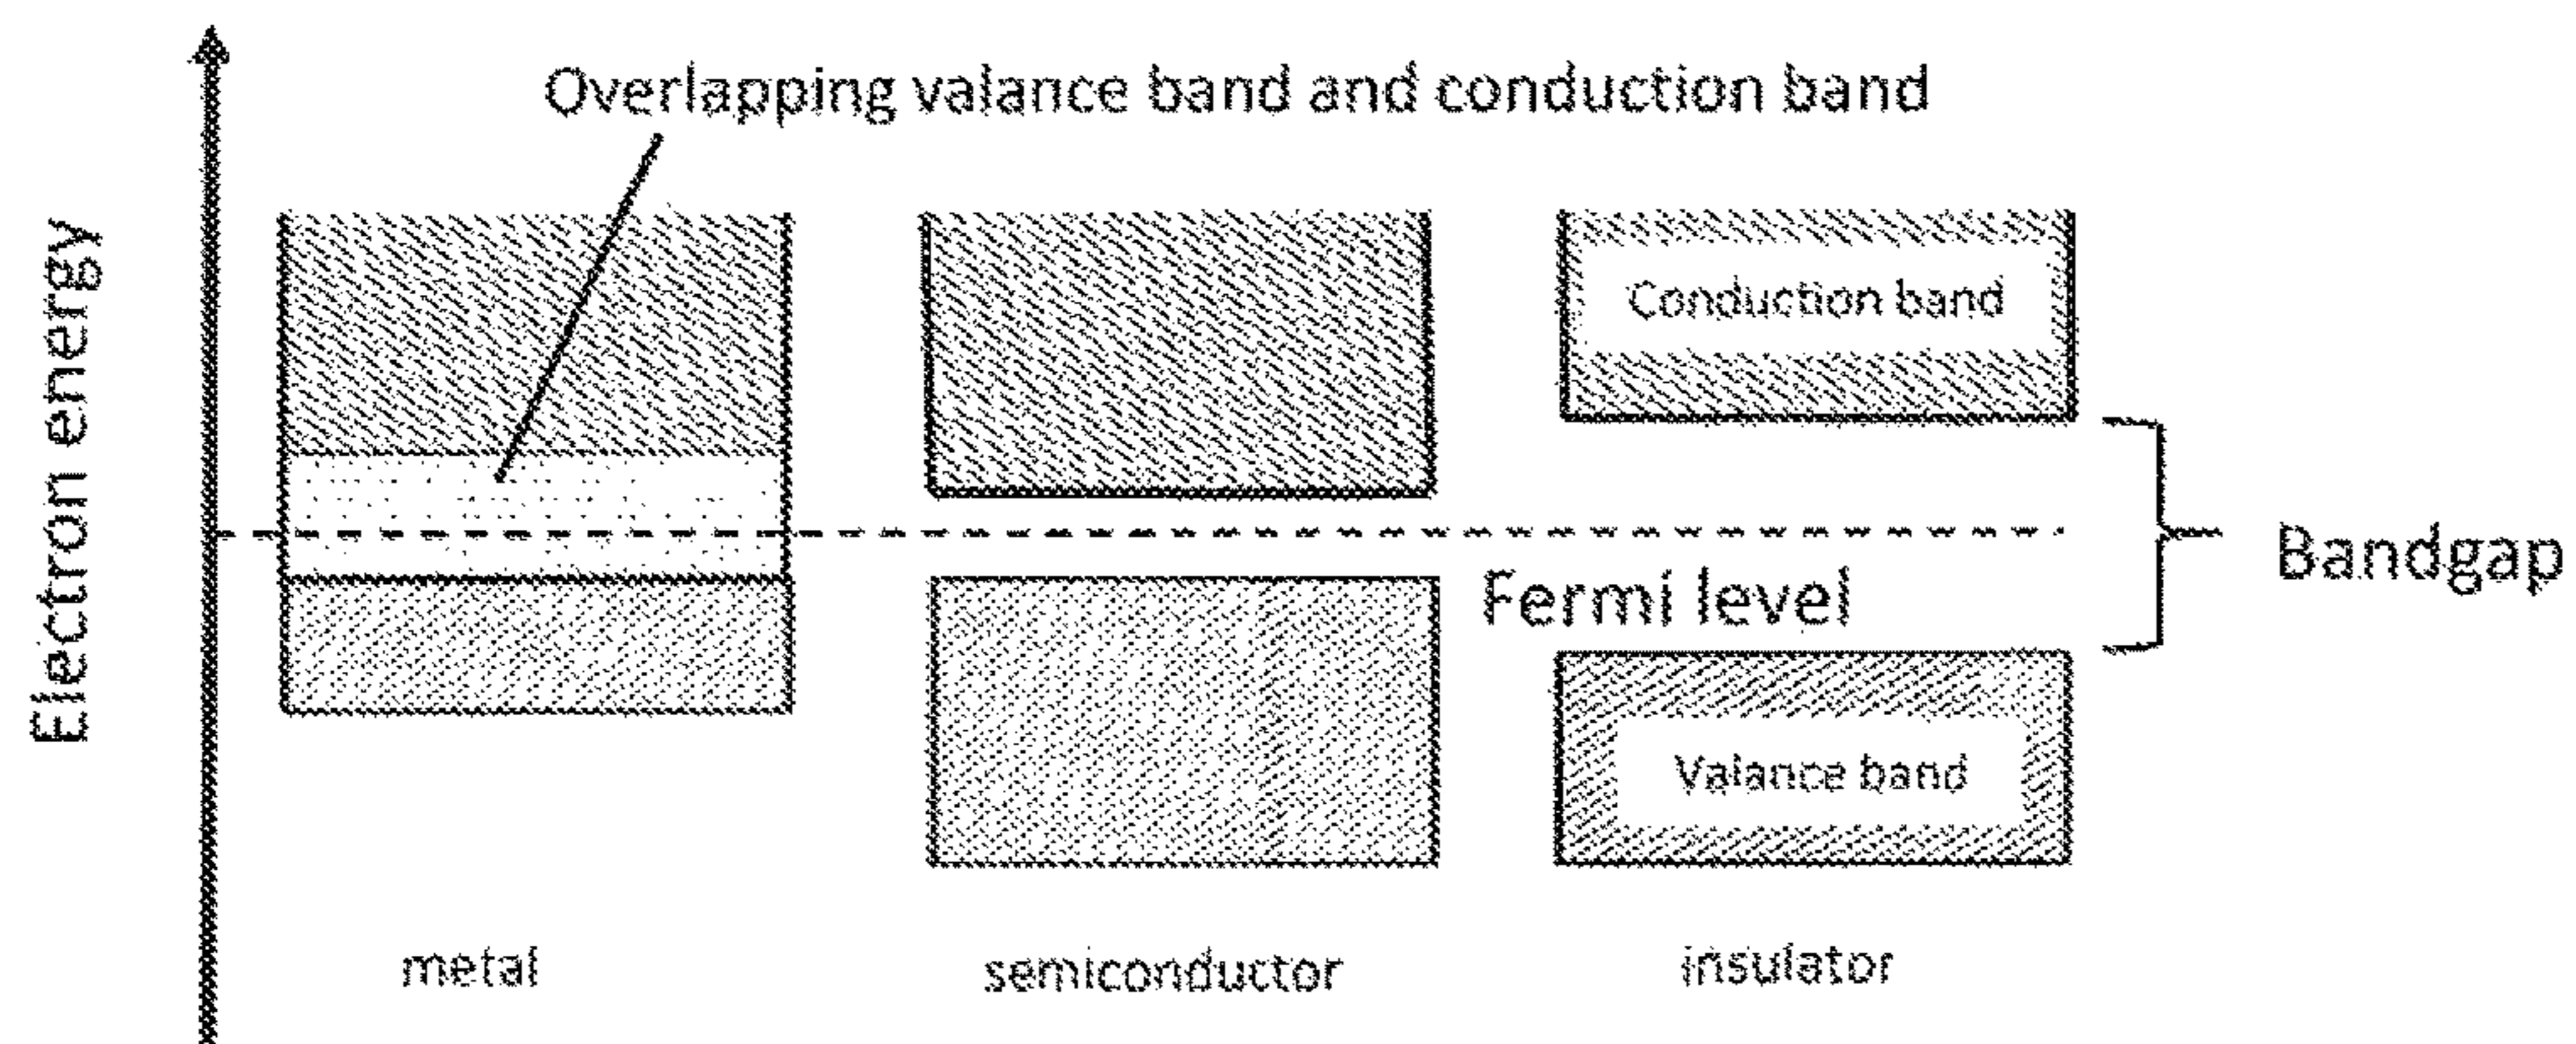 Overlapping valance band and conduction band
Electron energy
Conduction band
Fermi level
Bandgap
Valance band
metal
semiconductor
insulator